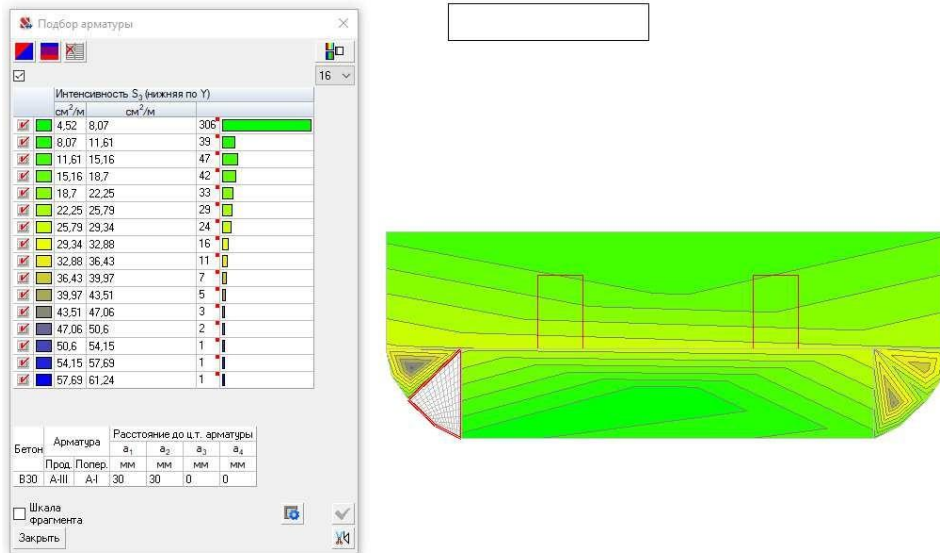 Подбор арматуры
16
Интенсивность S3 (нижняя по Y)
см²/м см²/м
4,52 8,07 306
8,07 11,61 39
11,61 15,16 47
15,16 18,7 42
18,7 22,25 33
22,25 25,79 29
25,79 29,34 24
29,34 32,88 16
32,88 36,43 11
36,43 39,97 7
39,97 43,51 5
43,51 47,06 3
47,06 50,6 2
50,6 54,15 1
54,15 57,69 1
57,69 61,24 1
Бетон Арматура Расстояние до ц.т. арматуры
a1 a2 a3 a4
Прод. Попер. мм мм мм мм
B30 A-III A-I 30 30 0 0
Шкала
фрагмента
Закрыть